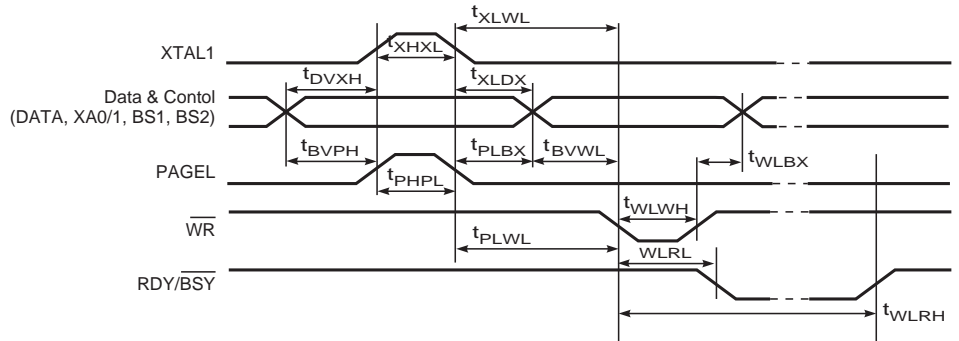 tXLWL
XTAL1
tXHXL
tDVXH
tXLDX
Data & Contol
(DATA, XA0/1, BS1, BS2)
tBVPH
tPLBX
tBVWL
tWLBX
PAGEL
tPHPL
tWLWH
WR
tPLWL
WLRL
RDY/BSY
tWLRH